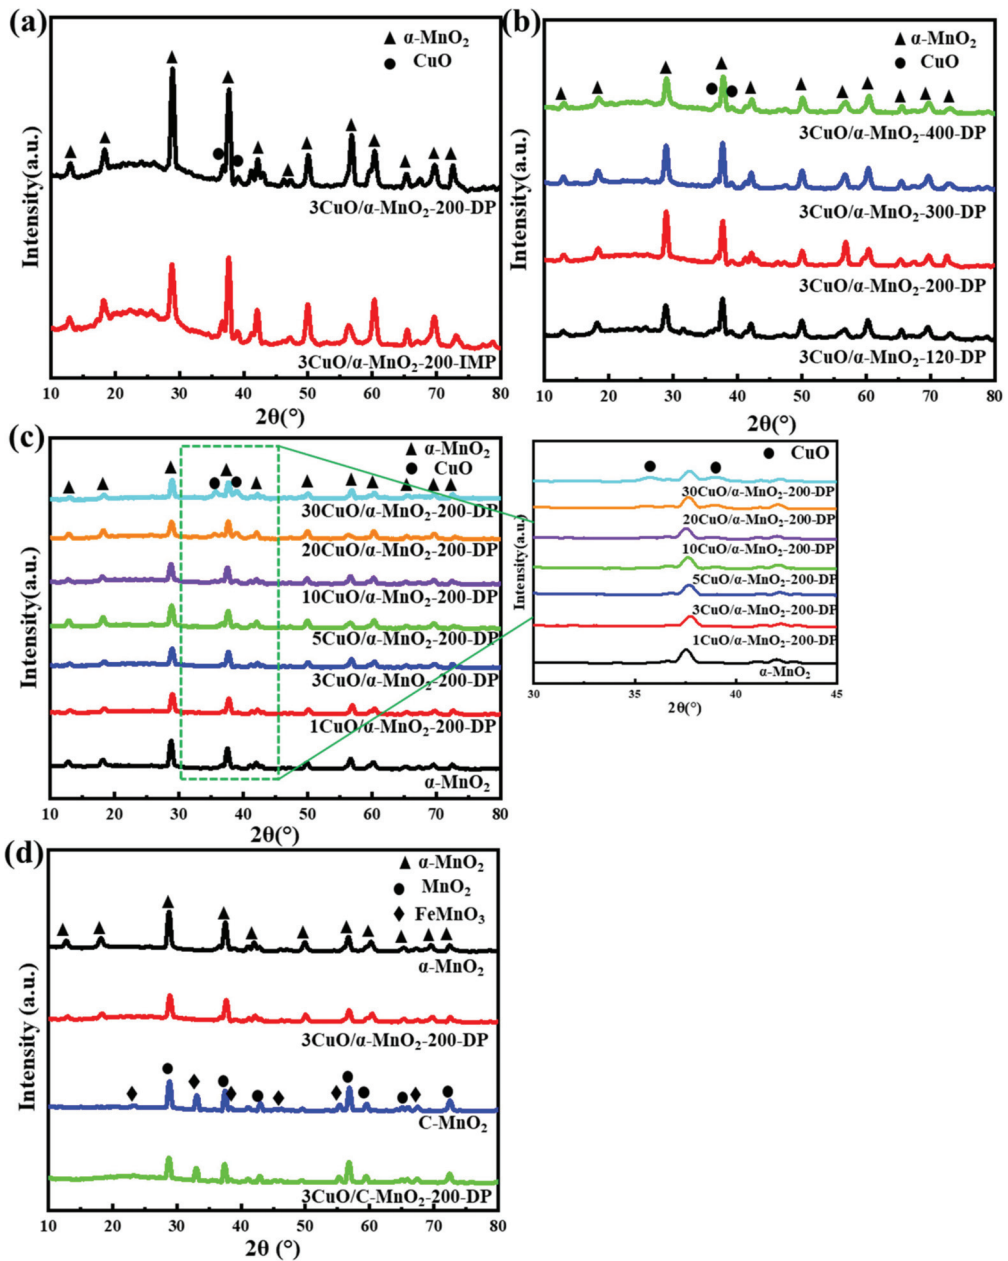 (a)
▲ α-MnO₂
● CuO
3CuO/α-MnO₂-200-DP
3CuO/α-MnO₂-200-IMP
Intensity(a.u.)
10 20 30 40 50 60 70 80
2θ(°)
(b)
▲ α-MnO₂
● CuO
3CuO/α-MnO₂-400-DP
3CuO/α-MnO₂-300-DP
3CuO/α-MnO₂-200-DP
3CuO/α-MnO₂-120-DP
Intensity(a.u.)
10 20 30 40 50 60 70 80
2θ(°)
(c)
▲ α-MnO₂
● CuO
30CuO/α-MnO₂-200-DP
20CuO/α-MnO₂-200-DP
10CuO/α-MnO₂-200-DP
5CuO/α-MnO₂-200-DP
3CuO/α-MnO₂-200-DP
1CuO/α-MnO₂-200-DP
α-MnO₂
Intensity(a.u.)
10 20 30 40 50 60 70 80
2θ(°)
● CuO
30CuO/α-MnO₂-200-DP
20CuO/α-MnO₂-200-DP
10CuO/α-MnO₂-200-DP
5CuO/α-MnO₂-200-DP
3CuO/α-MnO₂-200-DP
1CuO/α-MnO₂-200-DP
α-MnO₂
Intensity(a.u.)
30 35 40 45
2θ(°)
(d)
▲ α-MnO₂
● MnO₂
♦ FeMnO₃
α-MnO₂
3CuO/α-MnO₂-200-DP
C-MnO₂
3CuO/C-MnO₂-200-DP
Intensity (a.u.)
10 20 30 40 50 60 70 80
2θ (°)